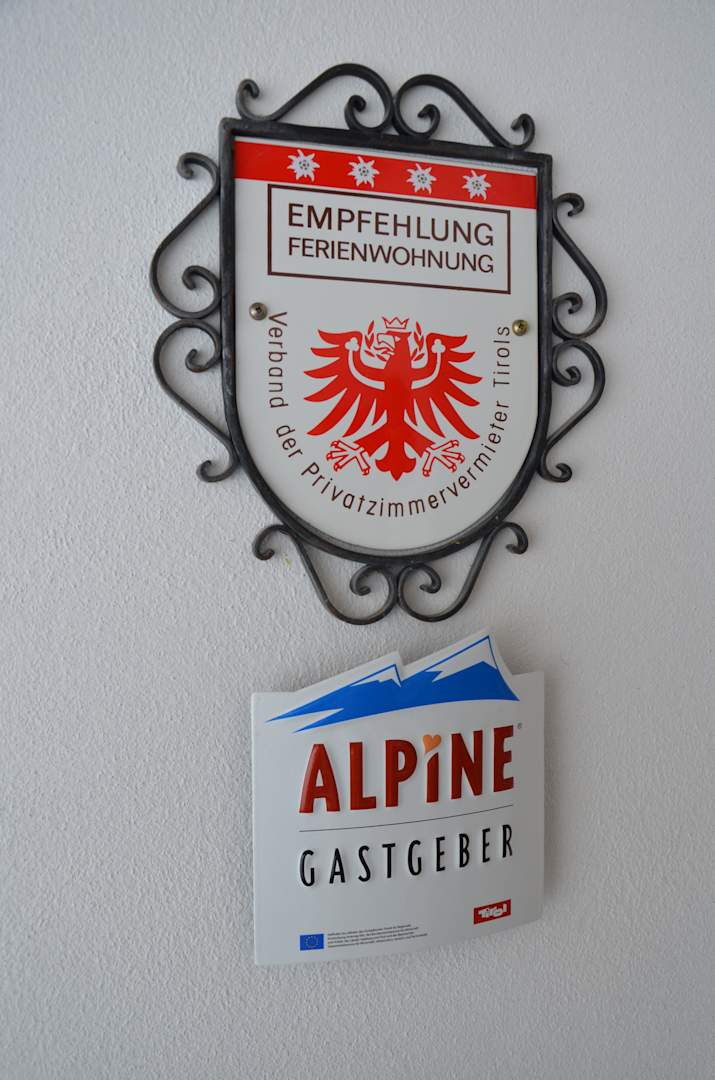 EMPFEHLUNG
FERIENWOHNUNG
Verband der Privatzimmervermieter Tirols
ALPINE®
GASTGEBER
Tirol